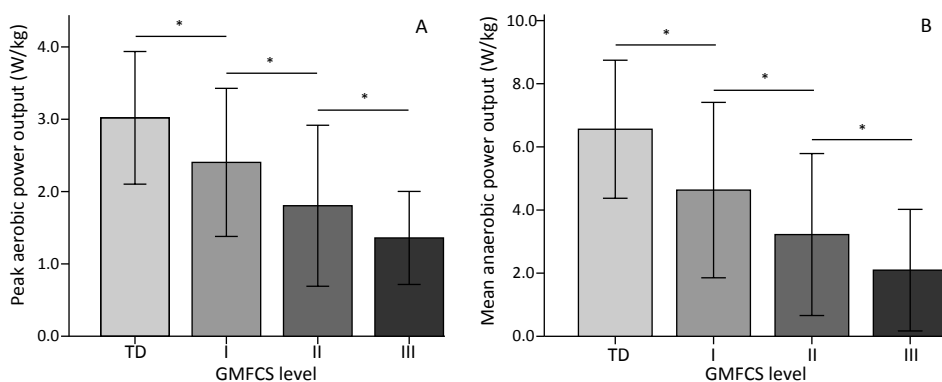 A
Peak aerobic power output (W/kg)
4.0
3.0
2.0
1.0
0.0
* * *
TD I II III
GMFCS level
B
Mean anaerobic power output (W/kg)
10.0
8.0
6.0
4.0
2.0
0.0
* * *
TD I II III
GMFCS level